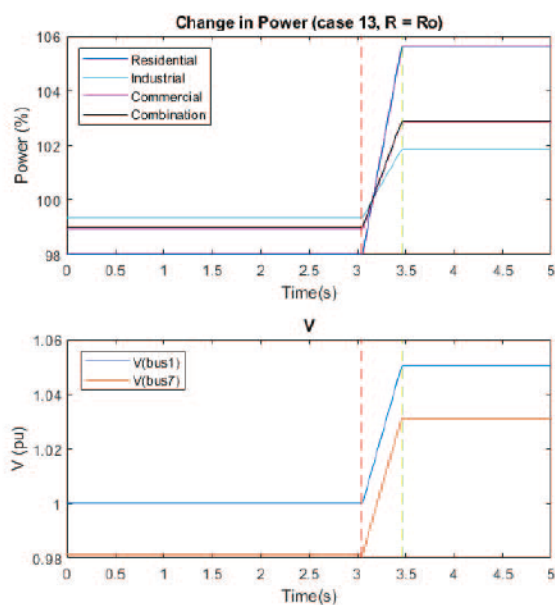 Change in Power (case 13, R = Ro)
106
104
102
100
98
Power (%)
Residential
Industrial
Commercial
Combination
0 0.5 1 1.5 2 2.5 3 3.5 4 4.5 5
Time(s)
V
1.06
1.04
1.02
1
0.98
V (pu)
V(bus1)
V(bus7)
0 0.5 1 1.5 2 2.5 3 3.5 4 4.5 5
Time(s)